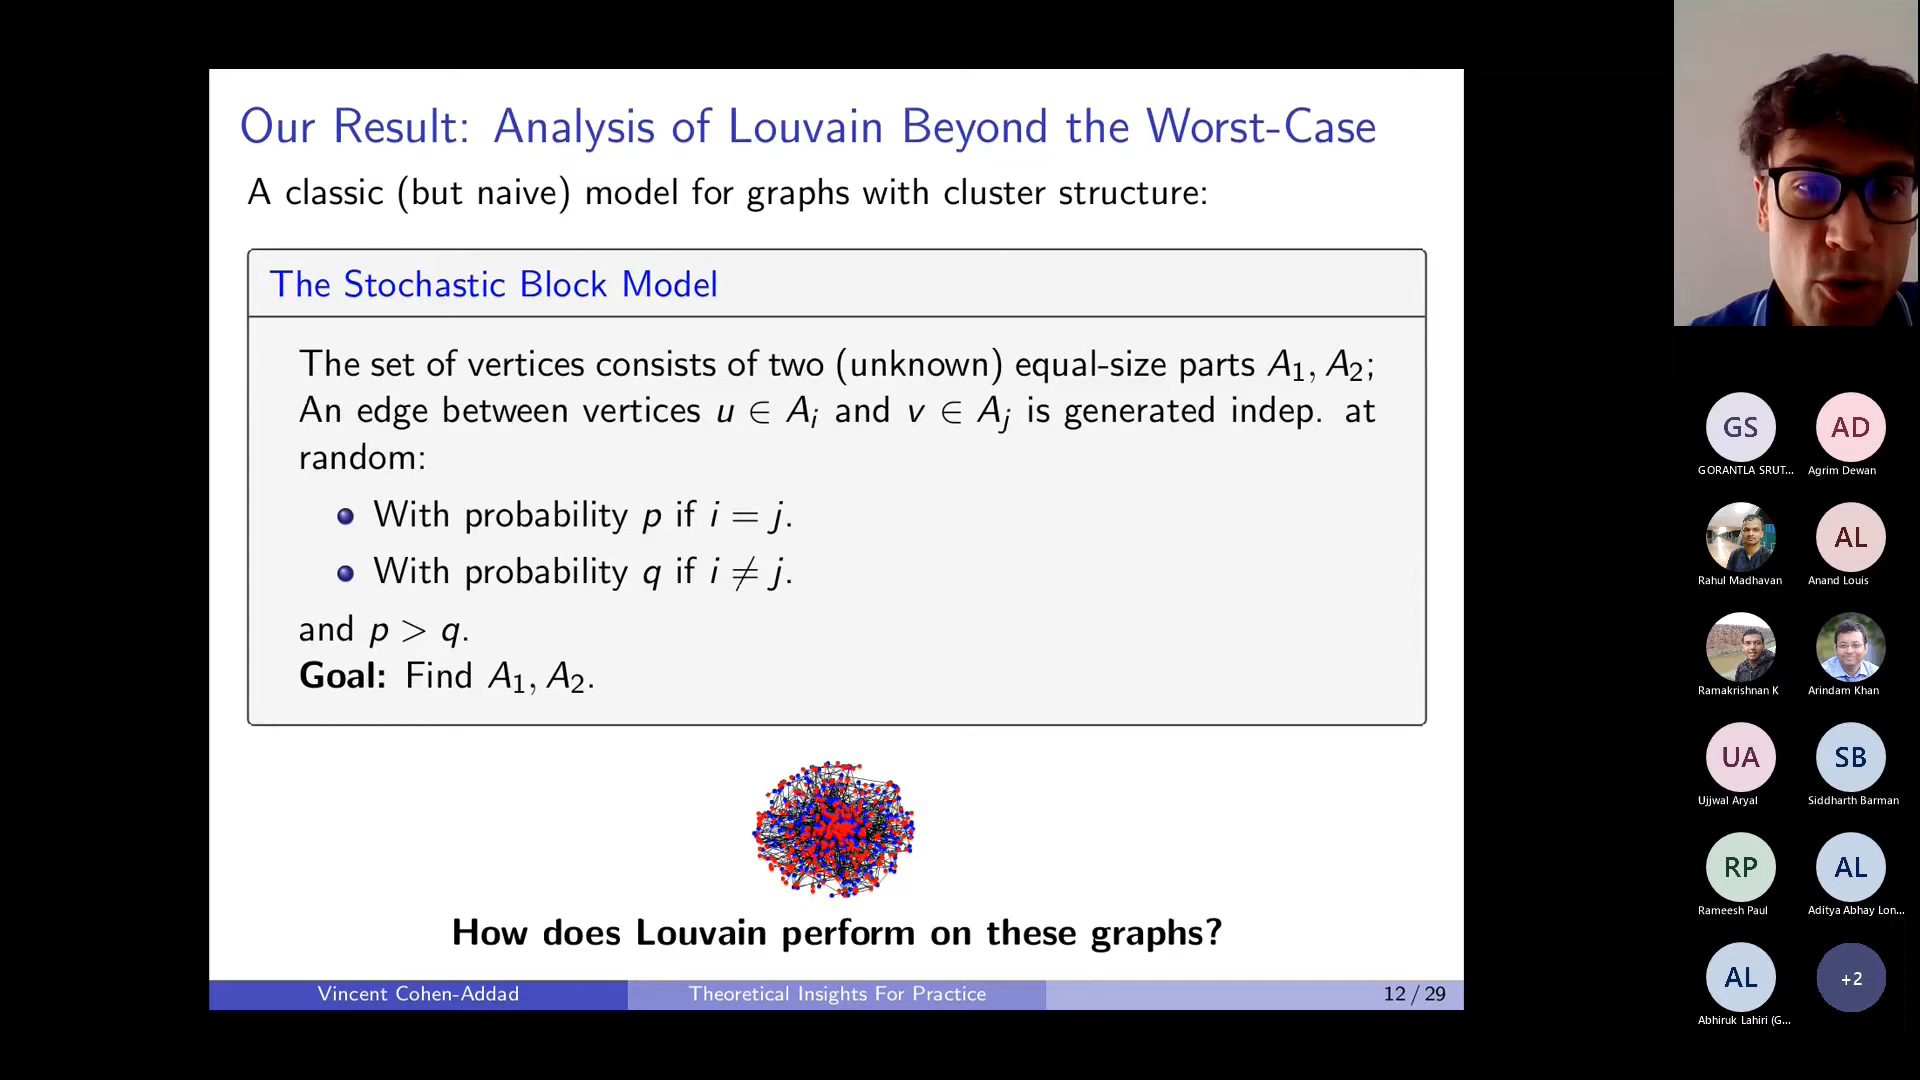 Our Result: Analysis of Louvain Beyond the Worst-Case
A classic (but naive) model for graphs with cluster structure:
The Stochastic Block Model
The set of vertices consists of two (unknown) equal-size parts A₁, A₂;
An edge between vertices u ∈ Aᵢ and v ∈ Aⱼ is generated indep. at
random:
With probability p if i = j.
With probability q if i ≠ j.
and p > q.
Goal: Find A₁, A₂.
How does Louvain perform on these graphs?
Vincent Cohen-Addad
Theoretical Insights For Practice
12 / 29
GS
GORANTLA SRUT...
AD
Agrim Dewan
Rahul Madhavan
AL
Anand Louis
Ramakrishnan K
Arindam Khan
UA
Ujjwal Aryal
SB
Siddharth Barman
RP
Rameesh Paul
AL
Aditya Abhay Lon...
AL
Abhiruk Lahiri (G...
+2